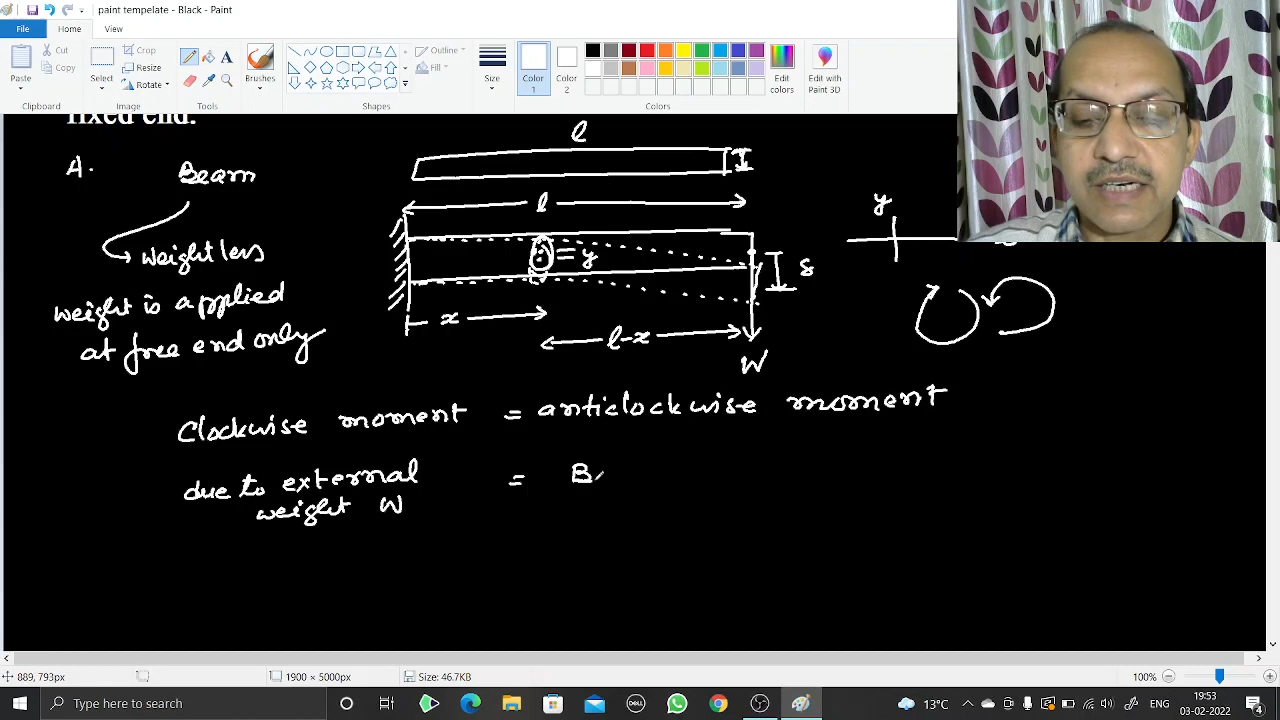 paint template - Black - Paint
File Home View
Paste Cut Copy Clipboard
Select Crop Resize Rotate Image
Tools
Brushes
Shapes Outline Fill
Size
Color 1 Color 2 Edit colors Colors
Edit with Paint 3D
fixed end.
l
A. Beam
l
y
weightless
= y
δ
weight is applied
x
l-x
at free end only
W
Clockwise moment = anticlockwise moment
due to external = B
weight W
889, 793px 1900 × 5000px Size: 46.7KB 100%
Type here to search DELL 13°C ENG 19:53
03-02-2022